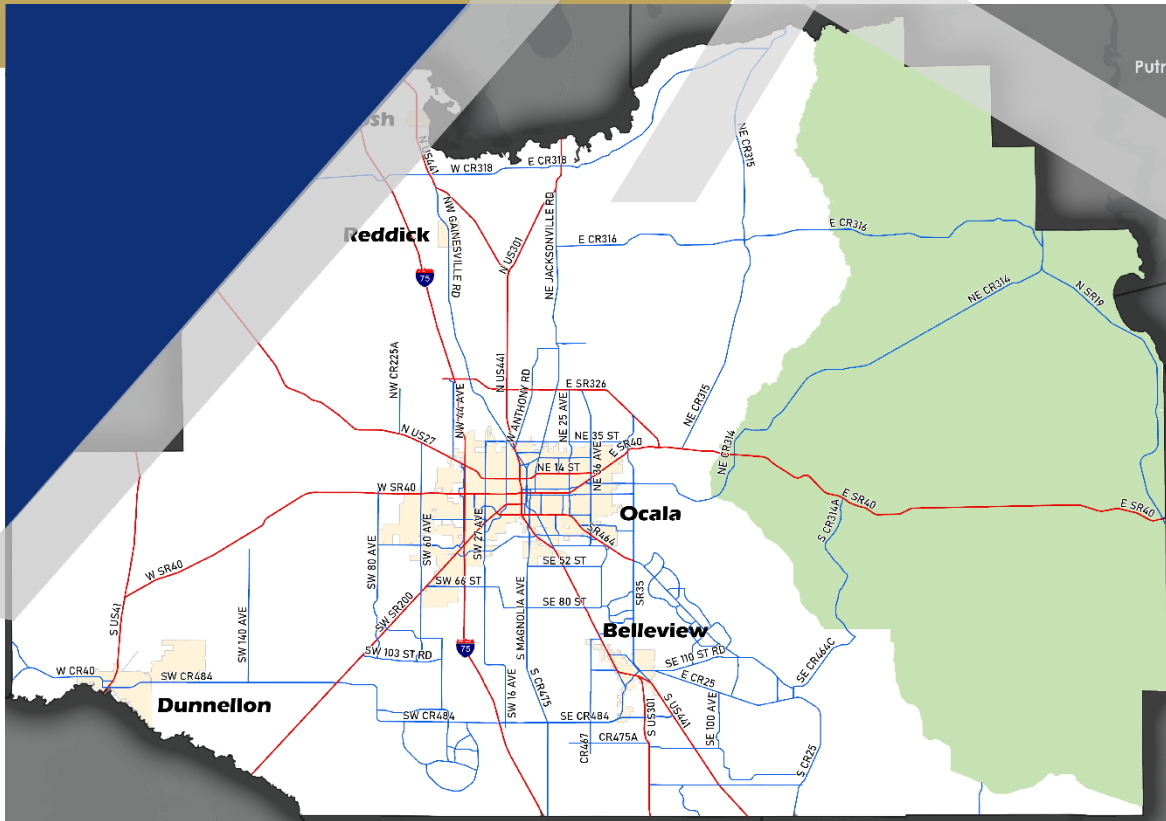 Putr
osh
N US441
W CR318
E CR318
NE CR315
NW GAINESVILLE RD
NE JACKSONVILLE RD
Reddick
N US301
E CR316
E CR316
75
NE CR314
N SR19
NW CR225A
NW 44 AVE
N US441
W ANTHONY RD
E SR326
NE 25 AVE
NE CR315
N US27
NE 35 ST
NE 36 AVE
E SR40
NE CR314
NE 14 ST
W SR40
Ocala
E SR40
E SR40
S CR314A
SW 80 AVE
SW 60 AVE
SW 27 AVE
SR464
W SR40
SE 52 ST
SW 66 ST
SR35
SW SR200
SE 80 ST
S US41
SW 140 AVE
S MAGNOLIA AVE
Belleview
75
SW 103 ST RD
SE 110 ST RD
SE CR464C
W CR40
SW CR484
E CR25
S CR475
SW 16 AVE
Dunnellon
SW CR484
SE CR484
S US301
S US441
SE 100 AVE
CR467
CR475A
S CR25